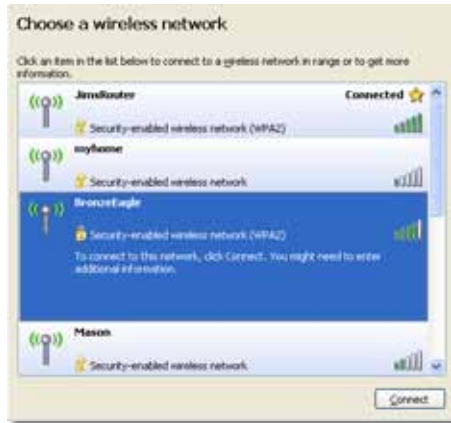 Choose a wireless network
Click an item in the list below to connect to a wireless network in range or to get more
information.
JimsRouter Connected
Security-enabled wireless network (WPA2)
myhome
Security-enabled wireless network
BronzeEagle
Security-enabled wireless network (WPA2)
To connect to this network, click Connect. You might need to enter
additional information.
Mason
Security-enabled wireless network
Connect